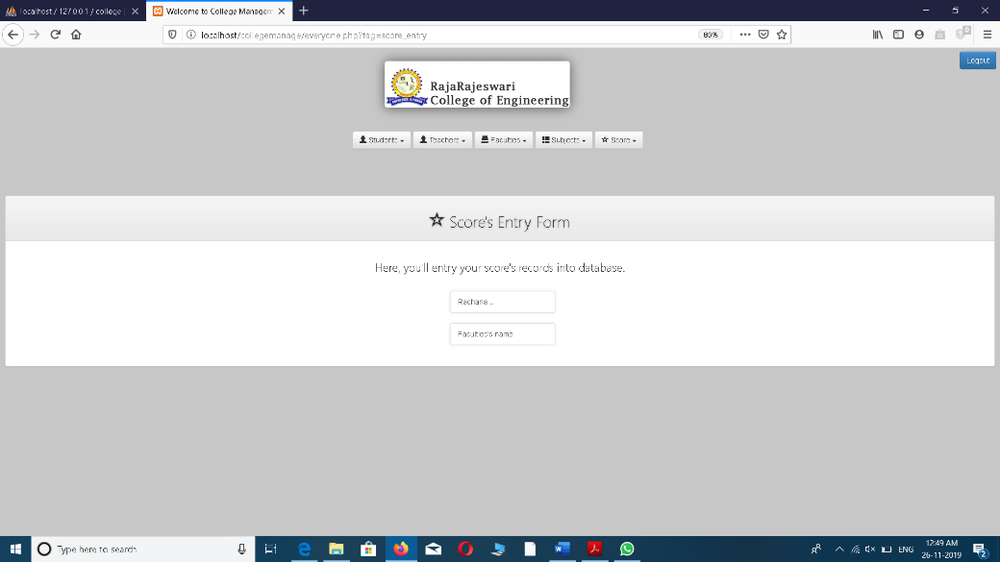 localhost / 127.0.0.1 / college
Welcome to College Managem
localhost/collegemanage/everyone.php?tag=score_entry
80%
Logout
RajaRajeswari
College of Engineering
Students
Teachers
Faculties
Subjects
Score
Score's Entry Form
Here, you'll entry your score's records into database.
Rachana ..
Faculties's name
Type here to search
ENG
12:49 AM
26-11-2019
2